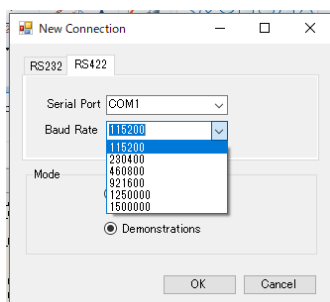 New Connection
RS232 RS422
Serial Port COM1
Baud Rate 115200
115200
230400
460800
921600
1250000
1500000
Mode
Demonstrations
OK Cancel